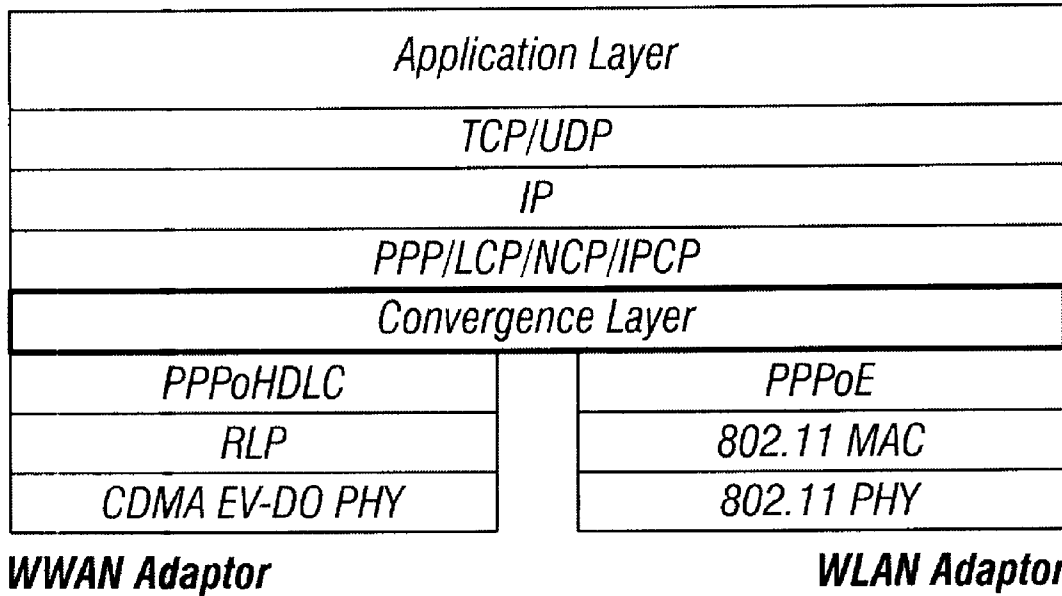 Application Layer
TCP/UDP
IP
PPP/LCP/NCP/IPCP
Convergence Layer
PPPoHDLC
PPPoE
RLP
802.11 MAC
CDMA EV-DO PHY
802.11 PHY
WWAN Adaptor
WLAN Adaptor